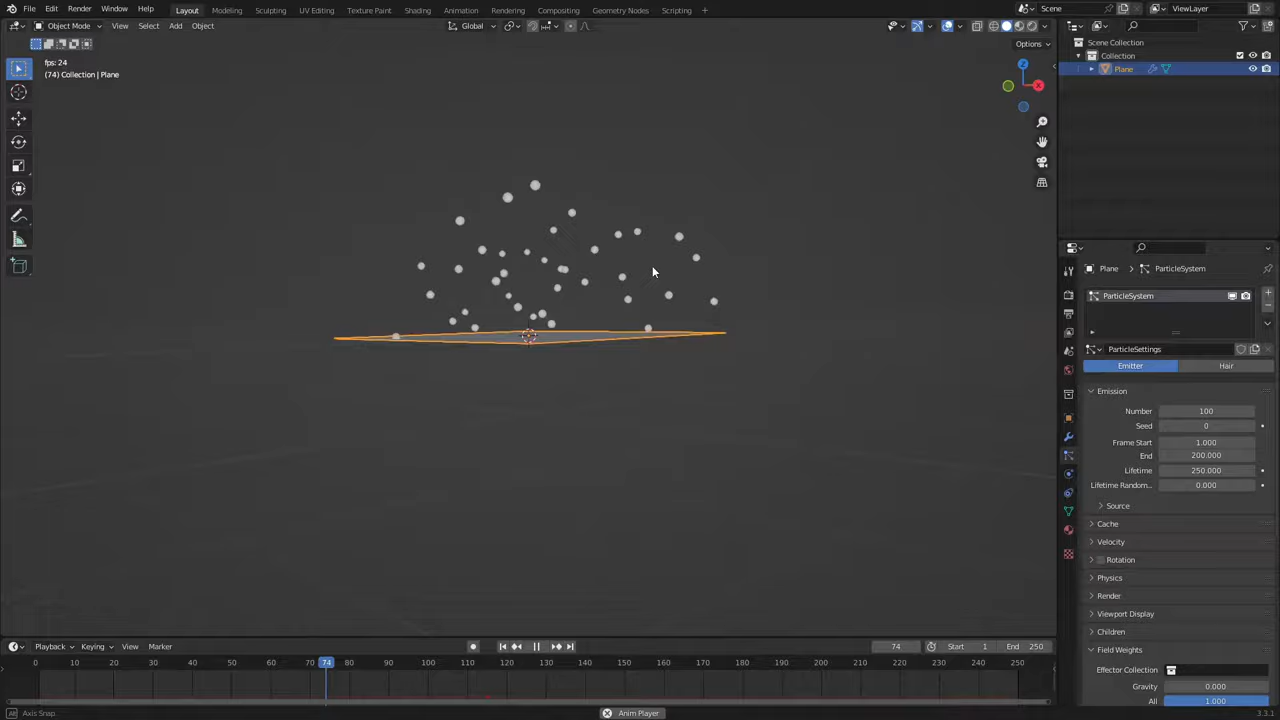 File Edit Render Window Help Layout Modeling Sculpting UV Editing Texture Paint Shading Animation Rendering Compositing Geometry Nodes Scripting Scene ViewLayer
Object Mode View Select Add Object Global
Options
fps: 24
(74) Collection | Plane
Z
X
Scene Collection
Collection
Plane
Plane ParticleSystem
ParticleSystem
ParticleSettings
Emitter Hair
Emission
Number 100
Seed 0
Frame Start 1.000
End 200.000
Lifetime 250.000
Lifetime Random... 0.000
Source
Cache
Velocity
Rotation
Physics
Render
Viewport Display
Children
Field Weights
Effector Collection
Gravity 0.000
All 1.000
Playback Keying View Marker 74 Start 1 End 250
0 10 20 30 40 50 60 70 74 80 90 100 110 120 130 140 150 160 170 180 190 200 210 220 230 240 250
Axis Snap Anim Player 3.3.1